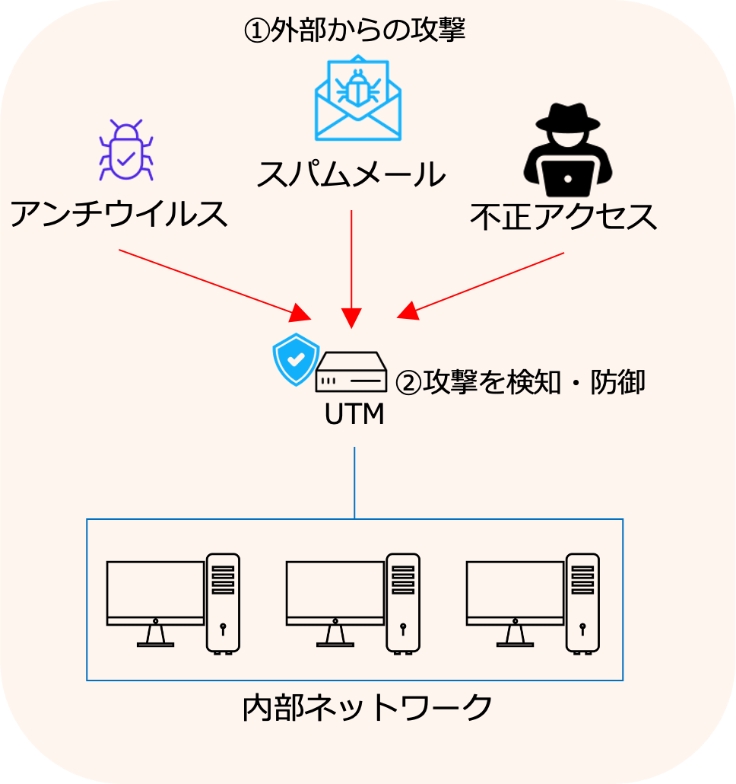 ①外部からの攻撃
スパムメール
アンチウイルス
不正アクセス
②攻撃を検知・防御
UTM
内部ネットワーク